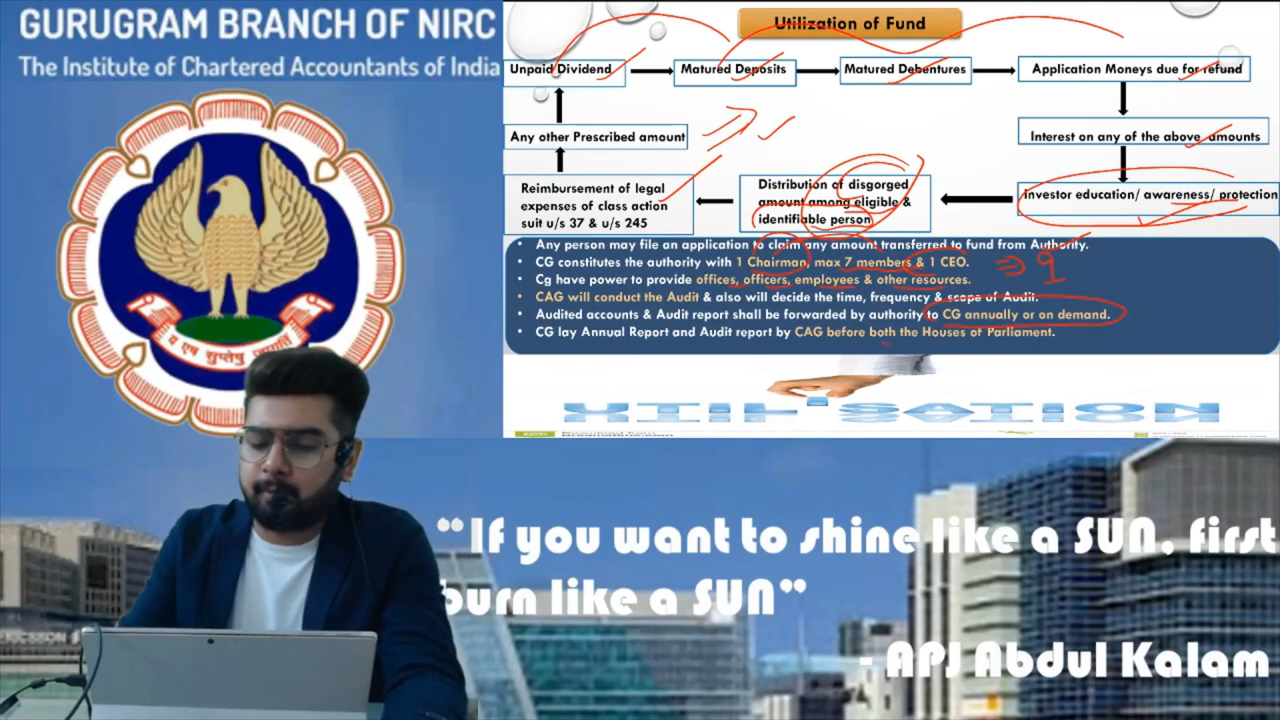 GURUGRAM BRANCH OF NIRC
The Institute of Chartered Accountants of India
य एष सुप्तेषु जागर्ति
Utilization of Fund
Unpaid Dividend
Matured Deposits
Matured Debentures
Application Moneys due for refund
Any other Prescribed amount
Interest on any of the above amounts
Reimbursement of legal
expenses of class action
suit u/s 37 & u/s 245
Distribution of disgorged
amount among eligible &
identifiable person
Investor education/ awareness/ protection
• Any person may file an application to claim any amount transferred to fund from Authority.
• CG constitutes the authority with 1 Chairman, max 7 members & 1 CEO.
⇒ 9
• Cg have power to provide offices, officers, employees & other resources.
• CAG will conduct the Audit & also will decide the time, frequency & scope of Audit.
• Audited accounts & Audit report shall be forwarded by authority to CG annually or on demand.
• CG lay Annual Report and Audit report by CAG before both the Houses of Parliament.
"If you want to shine like a SUN, first
burn like a SUN"
- APJ Abdul Kalam